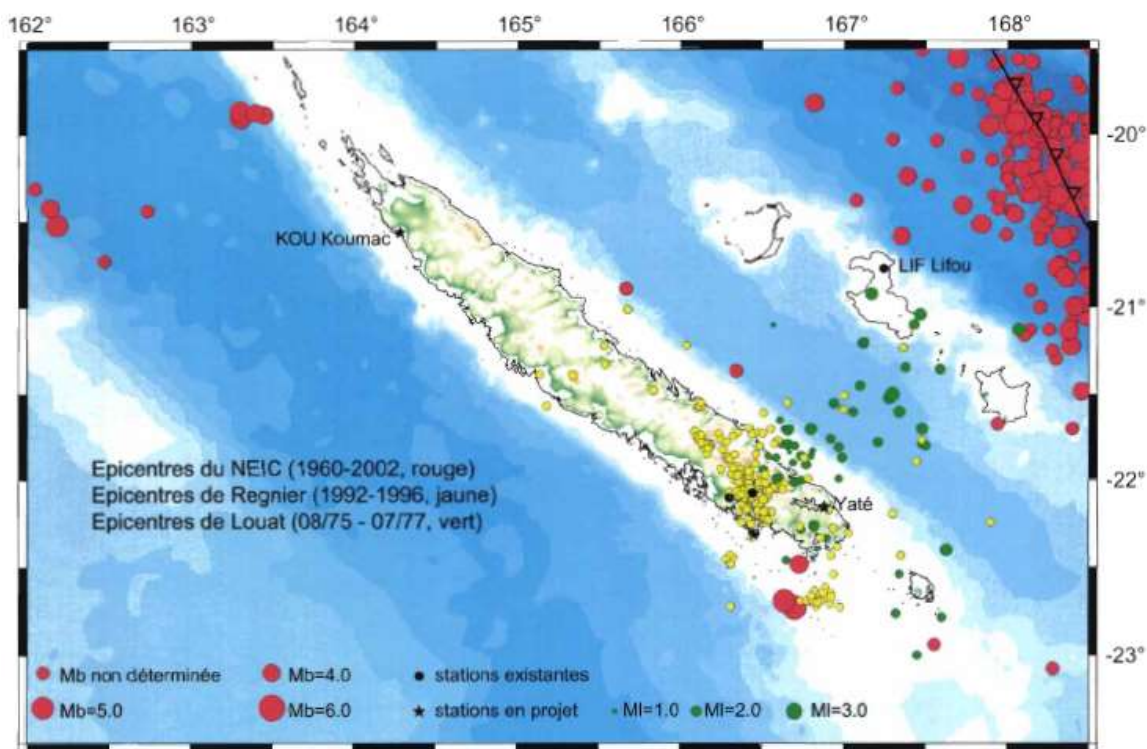 162° 163° 164° 165° 166° 167° 168°
-20°
KOU Koumac
LIF Lifou
-21°
Epicentres du NEIC (1960-2002, rouge)
Epicentres de Regnier (1992-1996, jaune)
Epicentres de Louat (08/75 - 07/77, vert)
-22°
Yaté
-23°
Mb non déterminée Mb=4.0 stations existantes
Mb=5.0 Mb=6.0 stations en projet Ml=1.0 Ml=2.0 Ml=3.0